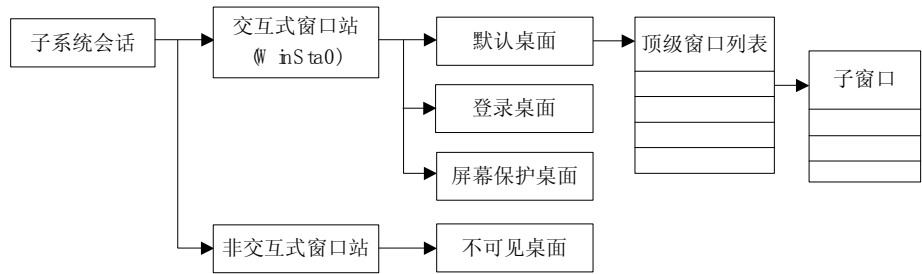 子系统会话
交互式窗口站
(W inSta0)
默认桌面
登录桌面
屏幕保护桌面
顶级窗口列表
子窗口
非交互式窗口站
不可见桌面